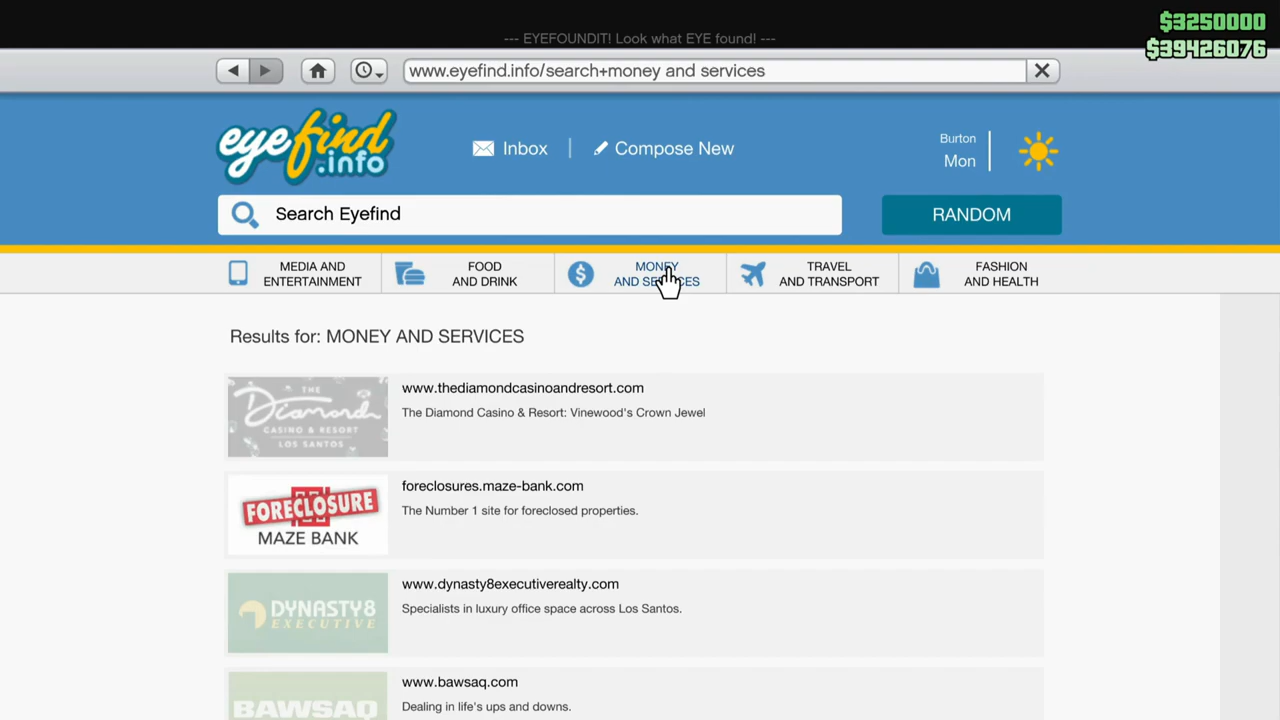 $3250000
--- EYEFOUNDIT! Look what EYE found! ---
$39426076
www.eyefind.info/search+money and services
eyefind
.info
Inbox
Compose New
Burton
Mon
Search Eyefind
RANDOM
MEDIA AND
ENTERTAINMENT
FOOD
AND DRINK
MONEY
AND SERVICES
TRAVEL
AND TRANSPORT
FASHION
AND HEALTH
Results for: MONEY AND SERVICES
THE
Diamond
CASINO & RESORT
LOS SANTOS
www.thediamondcasinoandresort.com
The Diamond Casino & Resort: Vinewood's Crown Jewel
FORECLOSURE
MAZE BANK
foreclosures.maze-bank.com
The Number 1 site for foreclosed properties.
DYNASTY8
EXECUTIVE
www.dynasty8executiverealty.com
Specialists in luxury office space across Los Santos.
BAWSAQ
www.bawsaq.com
Dealing in life's ups and downs.